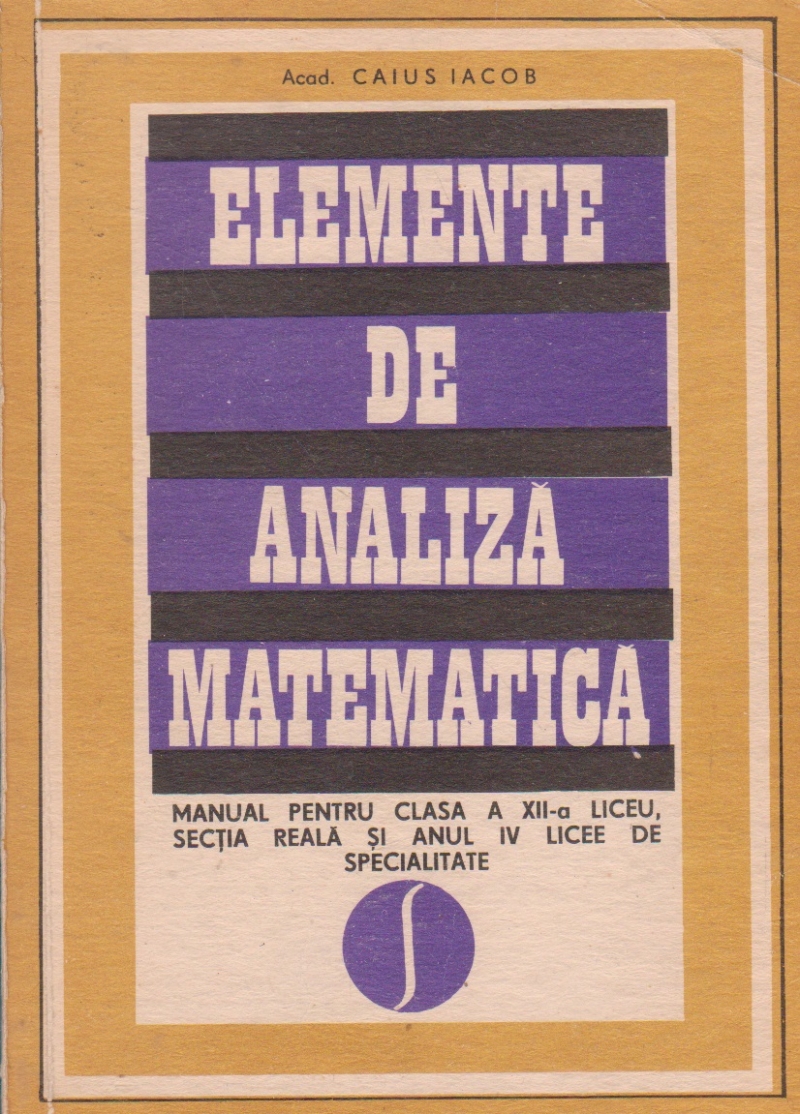 Acad. CAIUS IACOB
ELEMENTE
DE
ANALIZĂ
MATEMATICĂ
MANUAL PENTRU CLASA A XII-a LICEU,
SECȚIA REALĂ ȘI ANUL IV LICEE DE
SPECIALITATE
∫